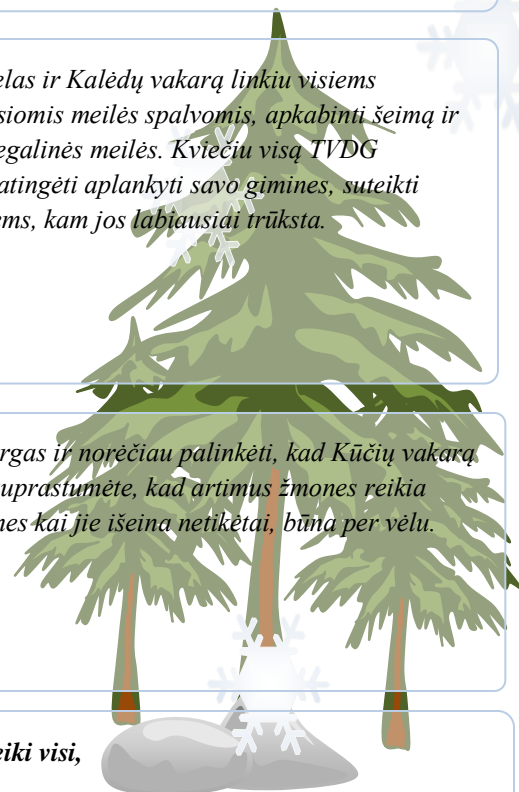 elas ir Kalėdų vakarą linkiu visiems
siomis meilės spalvomis, apkabinti šeimą ir
egalinės meilės. Kviečiu visą TVDG
atingėti aplankyti savo gimines, suteikti
ems, kam jos labiausiai trūksta.
rgas ir norėčiau palinkėti, kad Kūčių vakarą
uprastumėte, kad artimus žmones reikia
nes kai jie išeina netikėtai, būna per vėlu.
eiki visi,